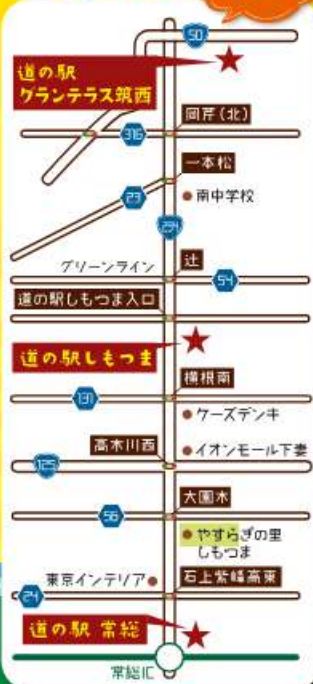 50
道の駅
グランテラス筑西
岡芹(北)
316
一本松
23
南中学校
294
グリーンライン
辻
54
道の駅しもつま入口
道の駅しもつま
横根南
131
ケーズデンキ
高木川西
イオンモール下妻
125
大園木
56
やすらぎの里
しもつま
東京インテリア
石上紫峰高東
24
道の駅 常総
常総IC